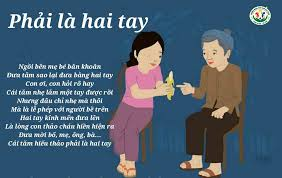 Phải là hai tay
Ngồi bên mẹ bé băn khoăn
Đưa tăm sao lại đưa bằng hai tay
Con ơi, con hỏi rõ hay
Cái tăm nhẹ lắm một tay được rồi
Nhưng đâu chỉ nhẹ mà thôi
Mà là lễ phép với người bề trên
Hai tay kính mến đưa lên
Là lòng con thảo cháu hiền hiện ra
Đưa mời bố, mẹ, ông, bà...
Cái tăm hiếu thảo phải là hai tay